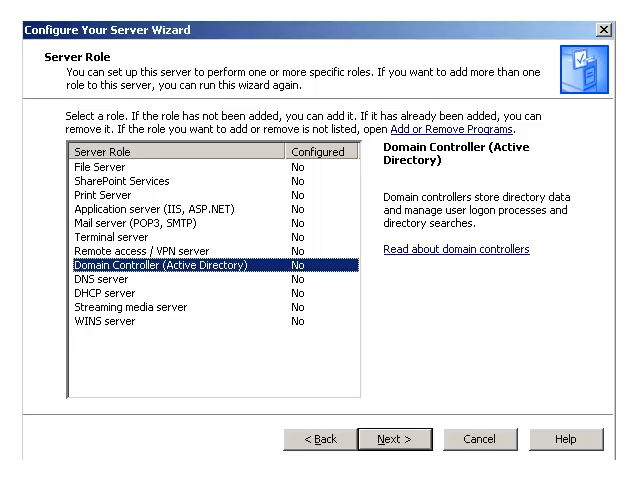 Configure Your Server Wizard
Server Role
You can set up this server to perform one or more specific roles. If you want to add more than one
role to this server, you can run this wizard again.
Select a role. If the role has not been added, you can add it. If it has already been added, you can
remove it. If the role you want to add or remove is not listed, open Add or Remove Programs.
Server Role Configured
File Server No
SharePoint Services No
Print Server No
Application server (IIS, ASP.NET) No
Mail server (POP3, SMTP) No
Terminal server No
Remote access / VPN server No
Domain Controller (Active Directory) No
DNS server No
DHCP server No
Streaming media server No
WINS server No
Domain Controller (Active
Directory)
Domain controllers store directory data
and manage user logon processes and
directory searches.
Read about domain controllers
< Back Next > Cancel Help